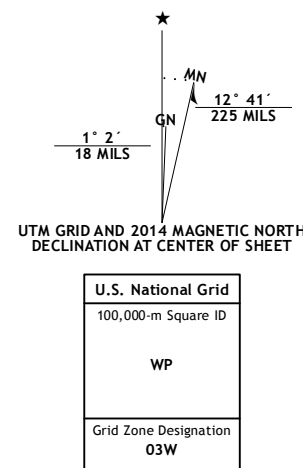 ★
MN
GN
12° 41´
225 MILS
1° 2´
18 MILS
UTM GRID AND 2014 MAGNETIC NORTH
DECLINATION AT CENTER OF SHEET
U.S. National Grid
100,000-m Square ID
WP
Grid Zone Designation
03W